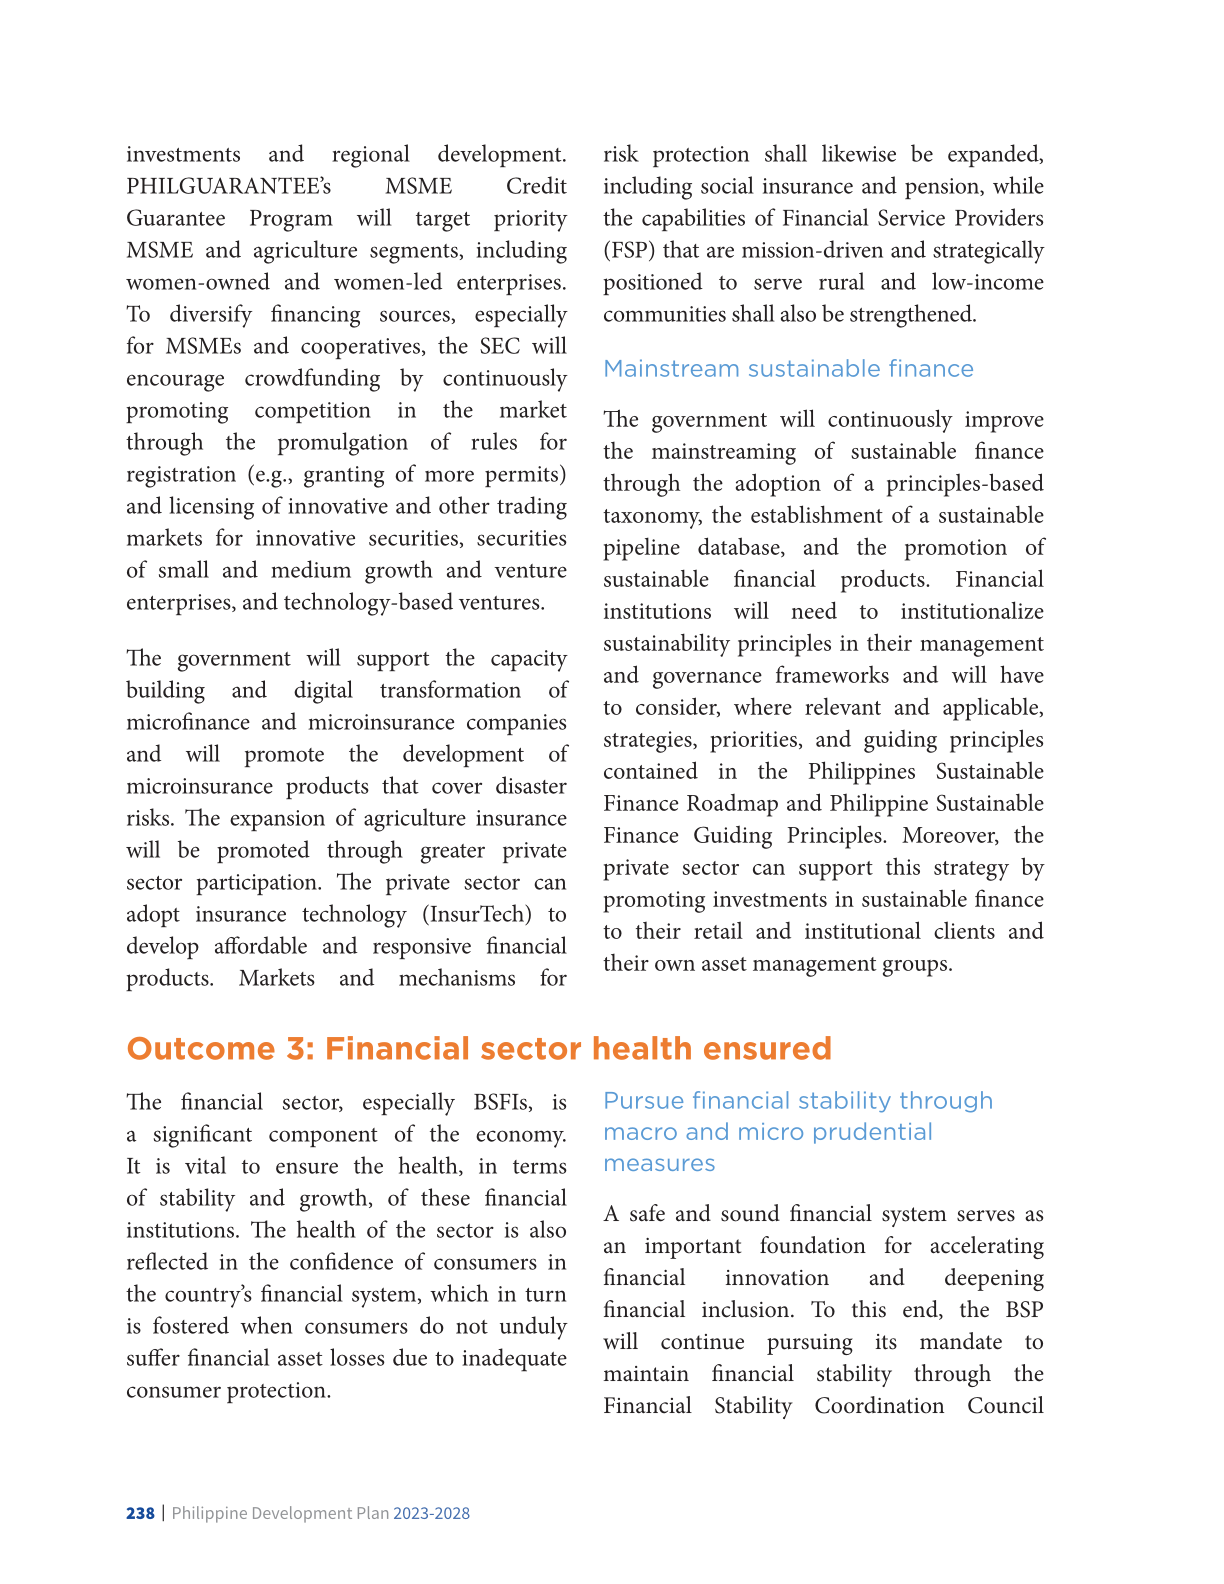 investments and regional development.
PHILGUARANTEE’s MSME Credit
Guarantee Program will target priority
MSME and agriculture segments, including
women-owned and women-led enterprises.
To diversify financing sources, especially
for MSMEs and cooperatives, the SEC will
encourage crowdfunding by continuously
promoting competition in the market
through the promulgation of rules for
registration (e.g., granting of more permits)
and licensing of innovative and other trading
markets for innovative securities, securities
of small and medium growth and venture
enterprises, and technology-based ventures.
The government will support the capacity
building and digital transformation of
microfinance and microinsurance companies
and will promote the development of
microinsurance products that cover disaster
risks. The expansion of agriculture insurance
will be promoted through greater private
sector participation. The private sector can
adopt insurance technology (InsurTech) to
develop affordable and responsive financial
products. Markets and mechanisms for
risk protection shall likewise be expanded,
including social insurance and pension, while
the capabilities of Financial Service Providers
(FSP) that are mission-driven and strategically
positioned to serve rural and low-income
communities shall also be strengthened.
Mainstream sustainable finance
The government will continuously improve
the mainstreaming of sustainable finance
through the adoption of a principles-based
taxonomy, the establishment of a sustainable
pipeline database, and the promotion of
sustainable financial products. Financial
institutions will need to institutionalize
sustainability principles in their management
and governance frameworks and will have
to consider, where relevant and applicable,
strategies, priorities, and guiding principles
contained in the Philippines Sustainable
Finance Roadmap and Philippine Sustainable
Finance Guiding Principles. Moreover, the
private sector can support this strategy by
promoting investments in sustainable finance
to their retail and institutional clients and
their own asset management groups.
Outcome 3: Financial sector health ensured
The financial sector, especially BSFIs, is
a significant component of the economy.
It is vital to ensure the health, in terms
of stability and growth, of these financial
institutions. The health of the sector is also
reflected in the confidence of consumers in
the country’s financial system, which in turn
is fostered when consumers do not unduly
suffer financial asset losses due to inadequate
consumer protection.
Pursue financial stability through
macro and micro prudential
measures
A safe and sound financial system serves as
an important foundation for accelerating
financial innovation and deepening
financial inclusion. To this end, the BSP
will continue pursuing its mandate to
maintain financial stability through the
Financial Stability Coordination Council
238 | Philippine Development Plan 2023-2028